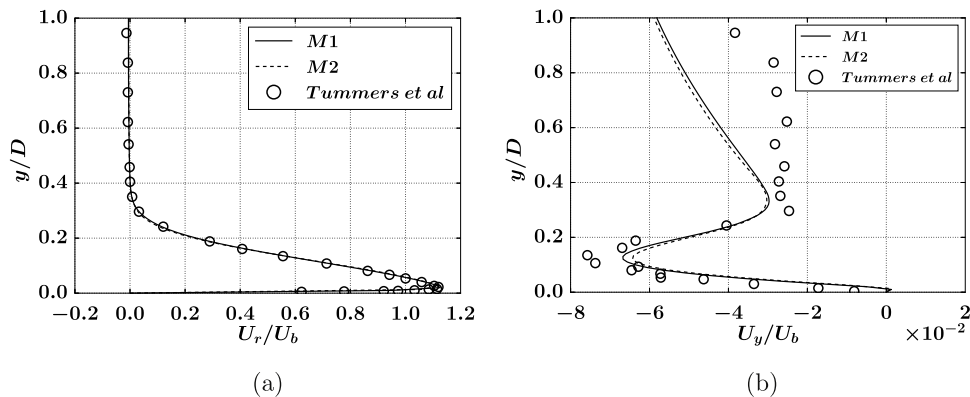 1.0
0.8
0.6
0.4
0.2
0.0
y/D
−0.2 0.0 0.2 0.4 0.6 0.8 1.0 1.2
U_r/U_b
M1
M2
Tummers et al
(a)
1.0
0.8
0.6
0.4
0.2
0.0
y/D
−8 −6 −4 −2 0 2
U_y/U_b
×10^{−2}
M1
M2
Tummers et al
(b)